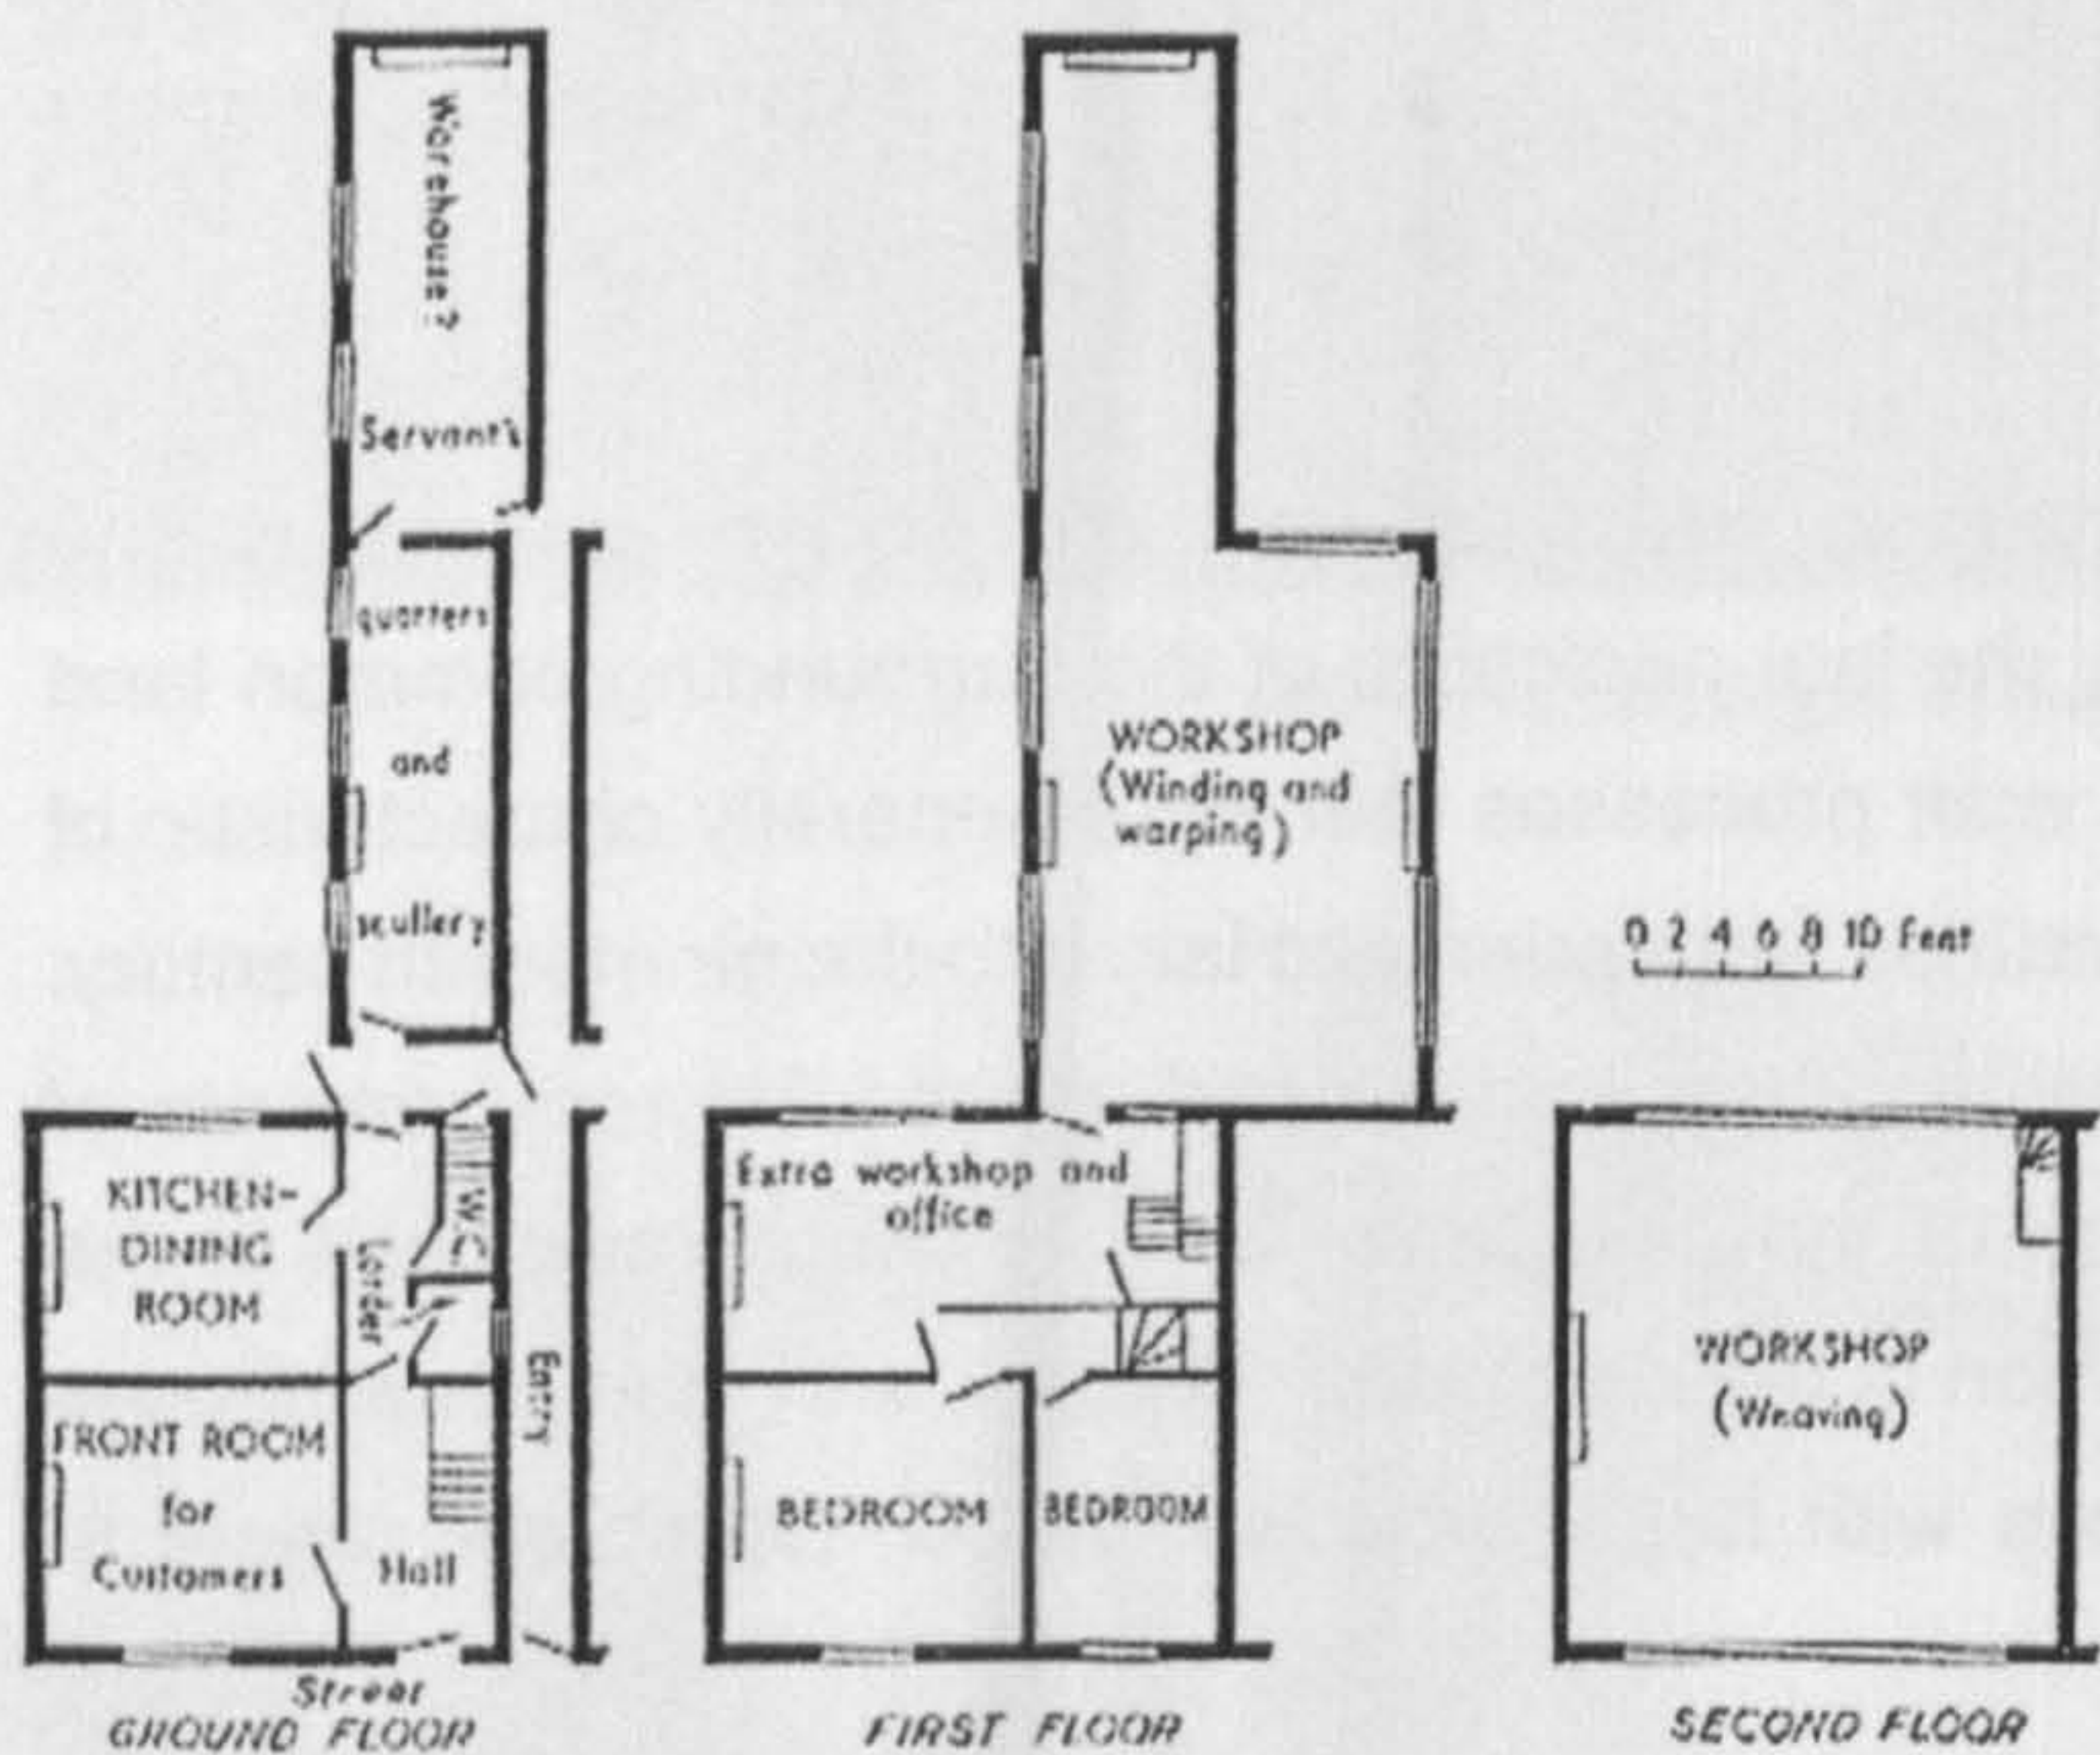 Warehouse?
Servant's
quarters
and
scullery
KITCHEN-
DINING
ROOM
Larder
W.C.
Entry
FRONT ROOM
for
Customers
Hall
Street
GROUND FLOOR
WORKSHOP
(Winding and
warping)
Extra workshop and
office
BEDROOM
BEDROOM
FIRST FLOOR
0 2 4 6 8 10 Feet
WORKSHOP
(Weaving)
SECOND FLOOR